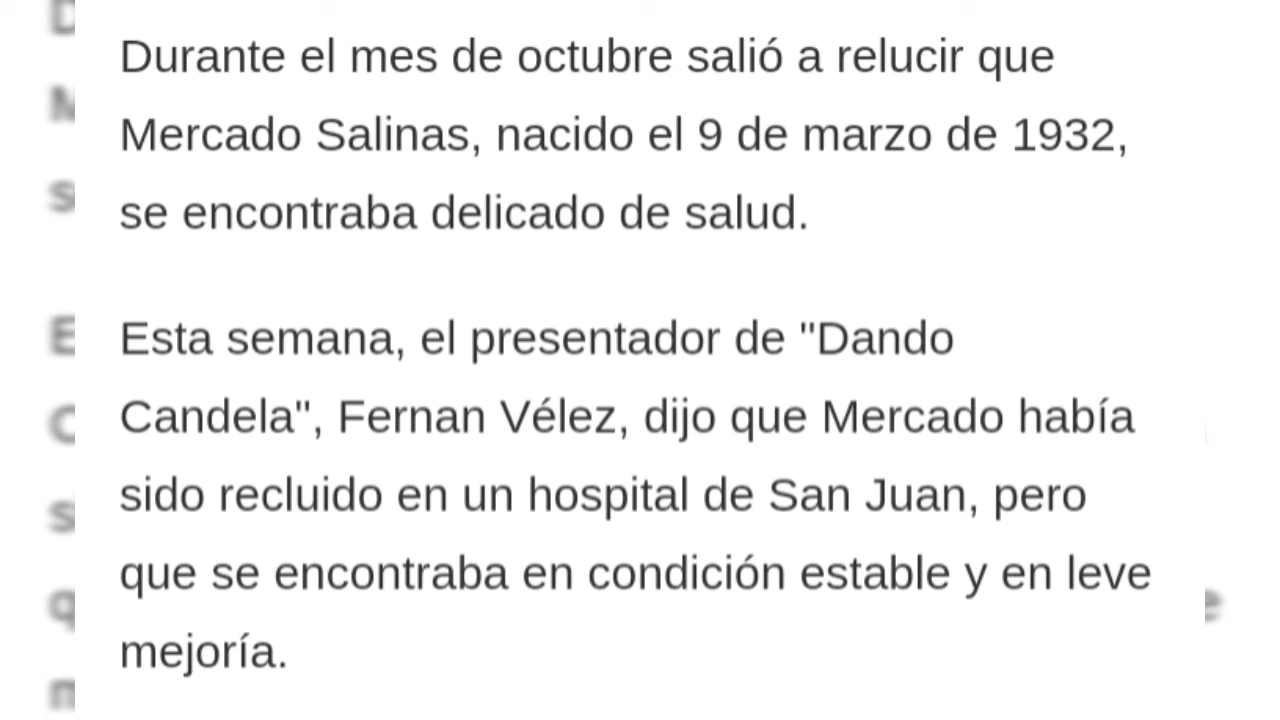 Durante el mes de octubre salió a relucir que
Mercado Salinas, nacido el 9 de marzo de 1932,
se encontraba delicado de salud.
Esta semana, el presentador de "Dando
Candela", Fernan Vélez, dijo que Mercado había
sido recluido en un hospital de San Juan, pero
que se encontraba en condición estable y en leve
mejoría.